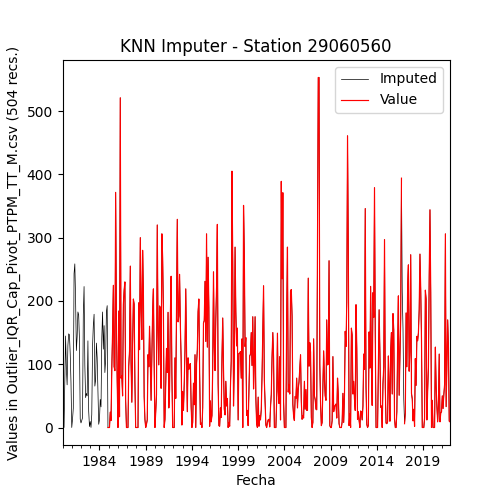 KNN Imputer - Station 29060560
Values in Outlier_IQR_Cap_Pivot_PTPM_TT_M.csv (504 recs.)
Imputed
Value
500
400
300
200
100
0
1984 1989 1994 1999 2004 2009 2014 2019
Fecha